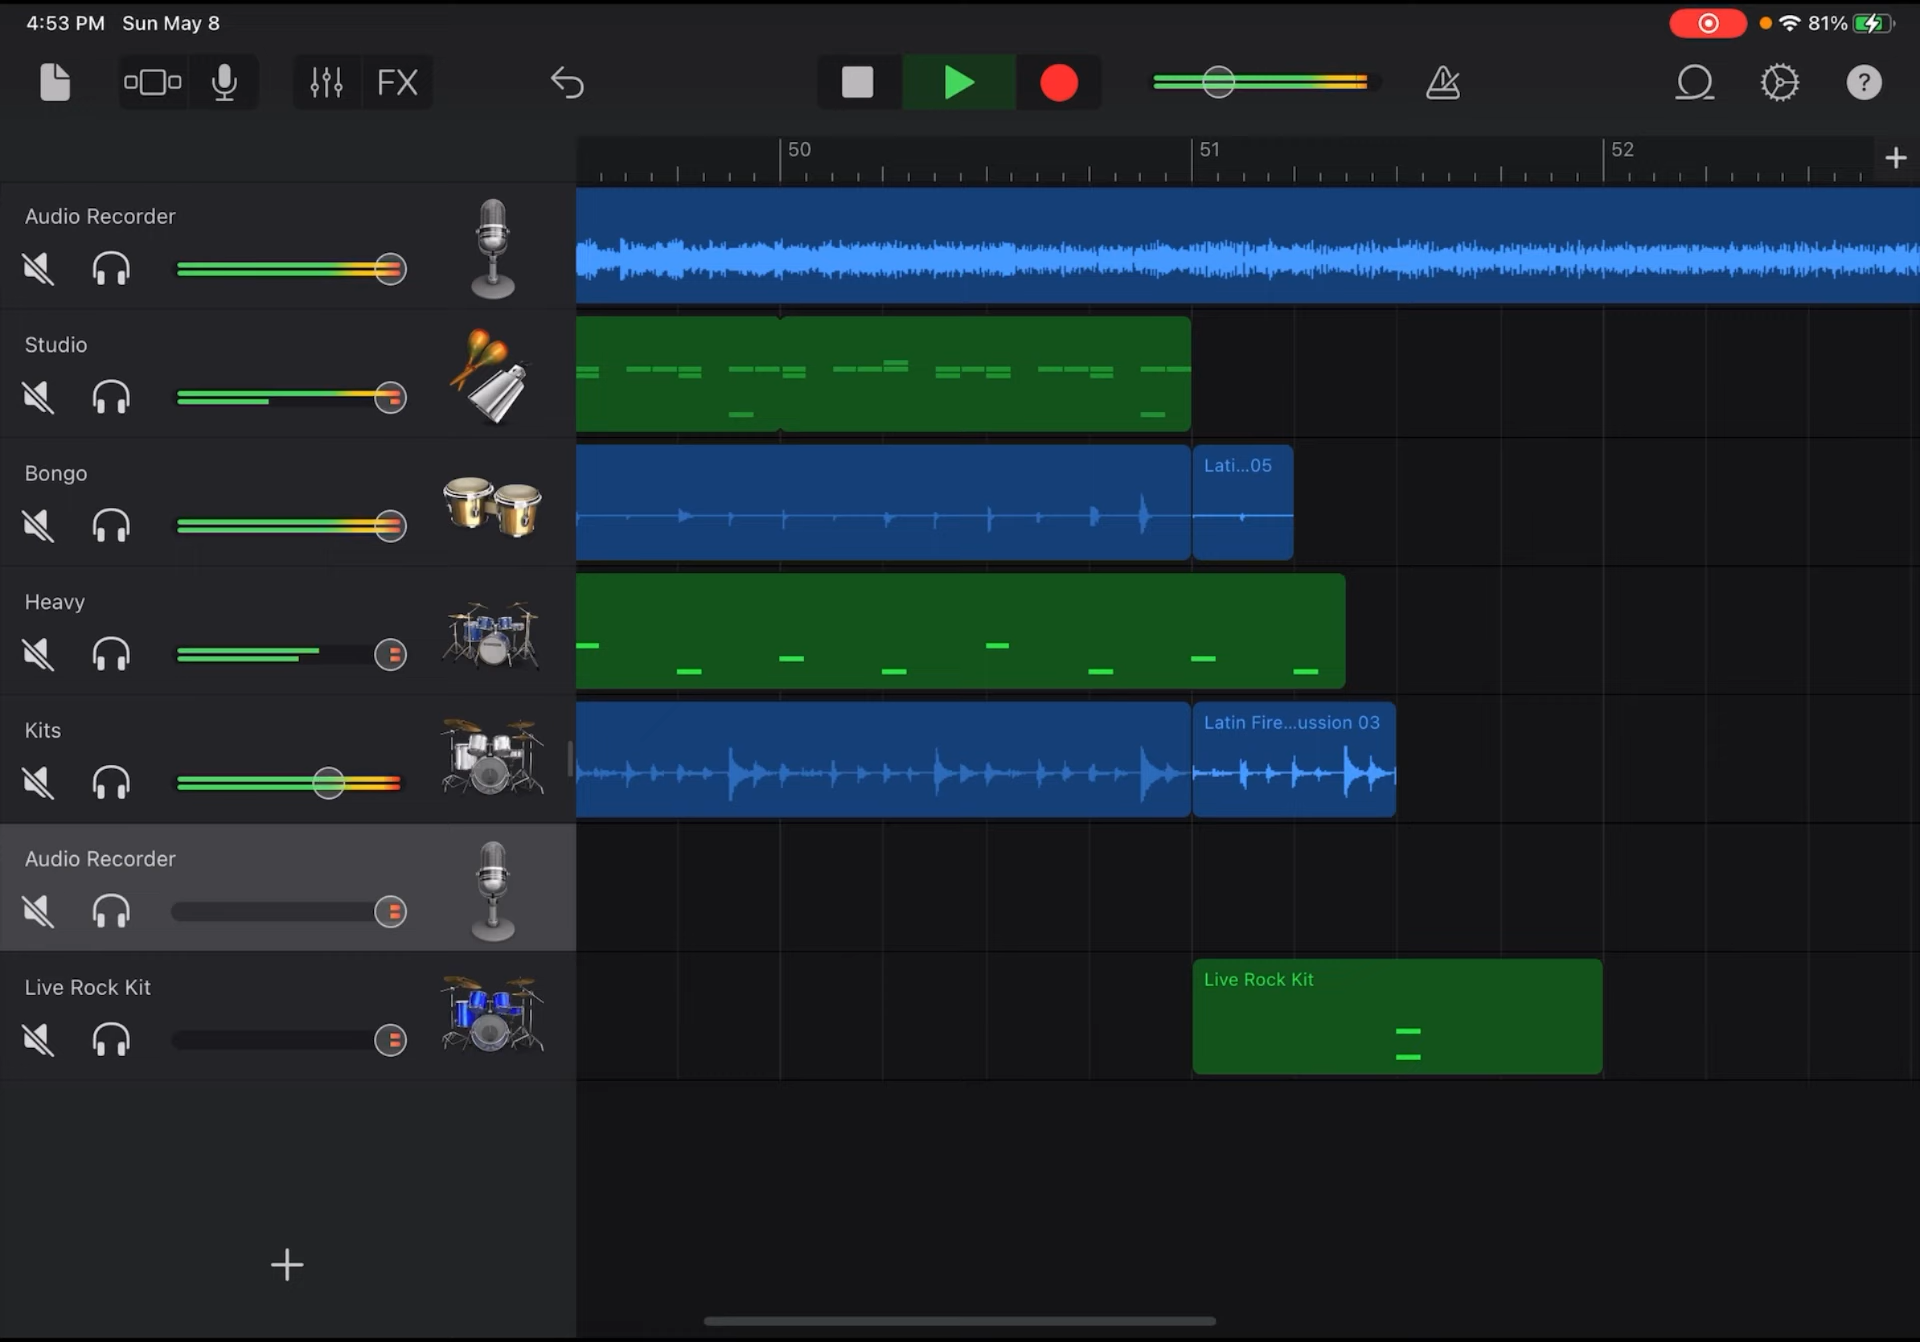 4:53 PM Sun May 8
81%
FX
?
50
51
52
Audio Recorder
Studio
Bongo
Lati...05
Heavy
Kits
Latin Fire...ussion 03
Audio Recorder
Live Rock Kit
Live Rock Kit